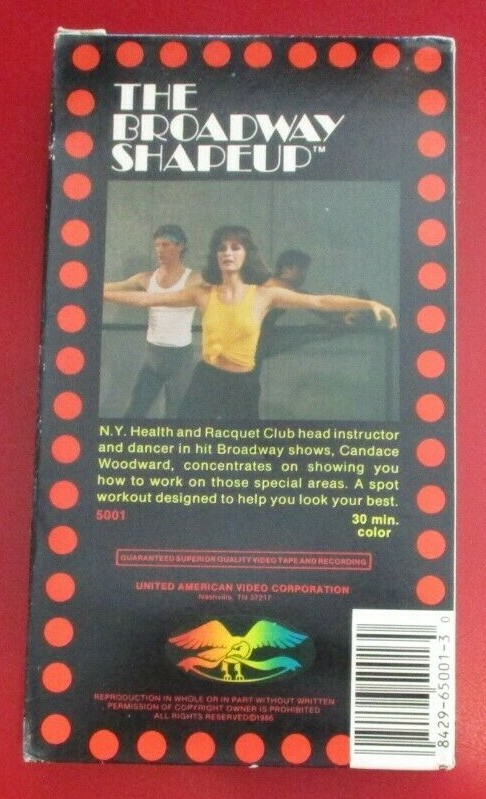 THE
BROADWAY
SHAPEUP™
N.Y. Health and Racquet Club head instructor
and dancer in hit Broadway shows, Candace
Woodward, concentrates on showing you
how to work on those special areas. A spot
workout designed to help you look your best.
5001
30 min.
color
GUARANTEED SUPERIOR QUALITY VIDEO TAPE AND RECORDING
UNITED AMERICAN VIDEO CORPORATION
Nashville, TN 37217
REPRODUCTION IN WHOLE OR IN PART WITHOUT WRITTEN
PERMISSION OF COPYRIGHT OWNER IS PROHIBITED
ALL RIGHTS RESERVED©1986
0 8429-65001-3 0